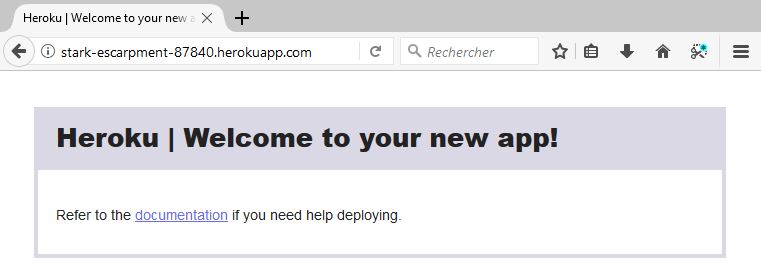 Heroku | Welcome to your new a
stark-escarpment-87840.herokuapp.com
Rechercher
Heroku | Welcome to your new app!
Refer to the documentation if you need help deploying.